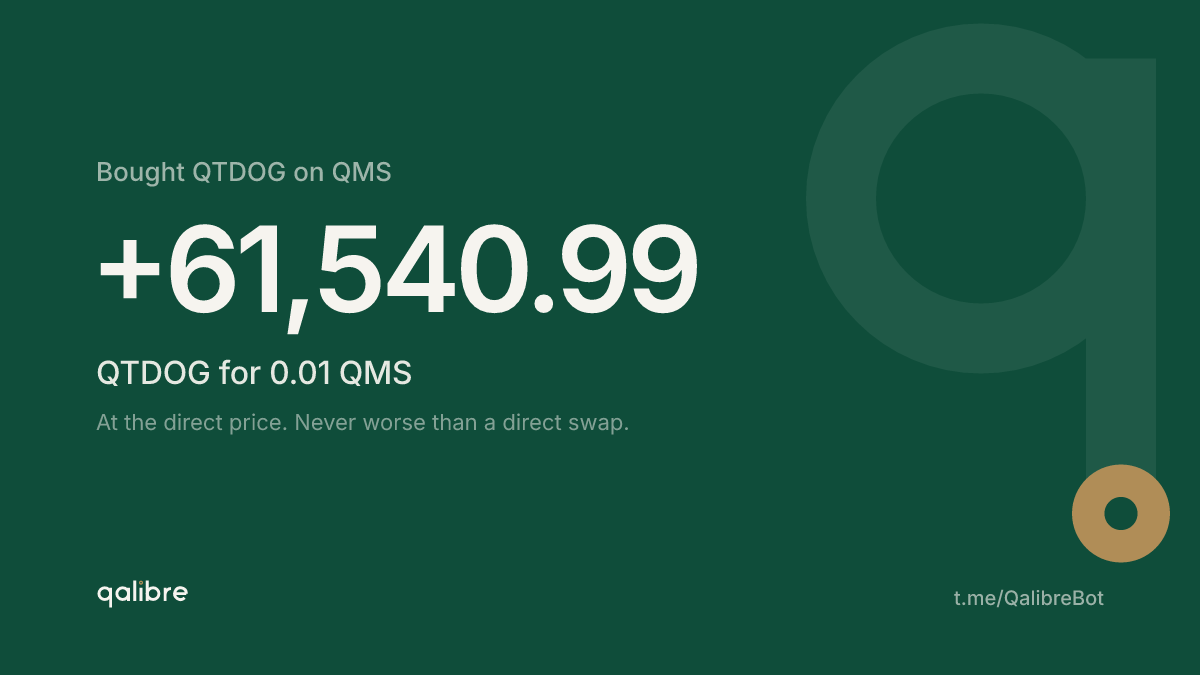 Bought QTDOG on QMS
+61,540.99
QTDOG for 0.01 QMS
At the direct price. Never worse than a direct swap.
qalibre
t.me/QalibreBot